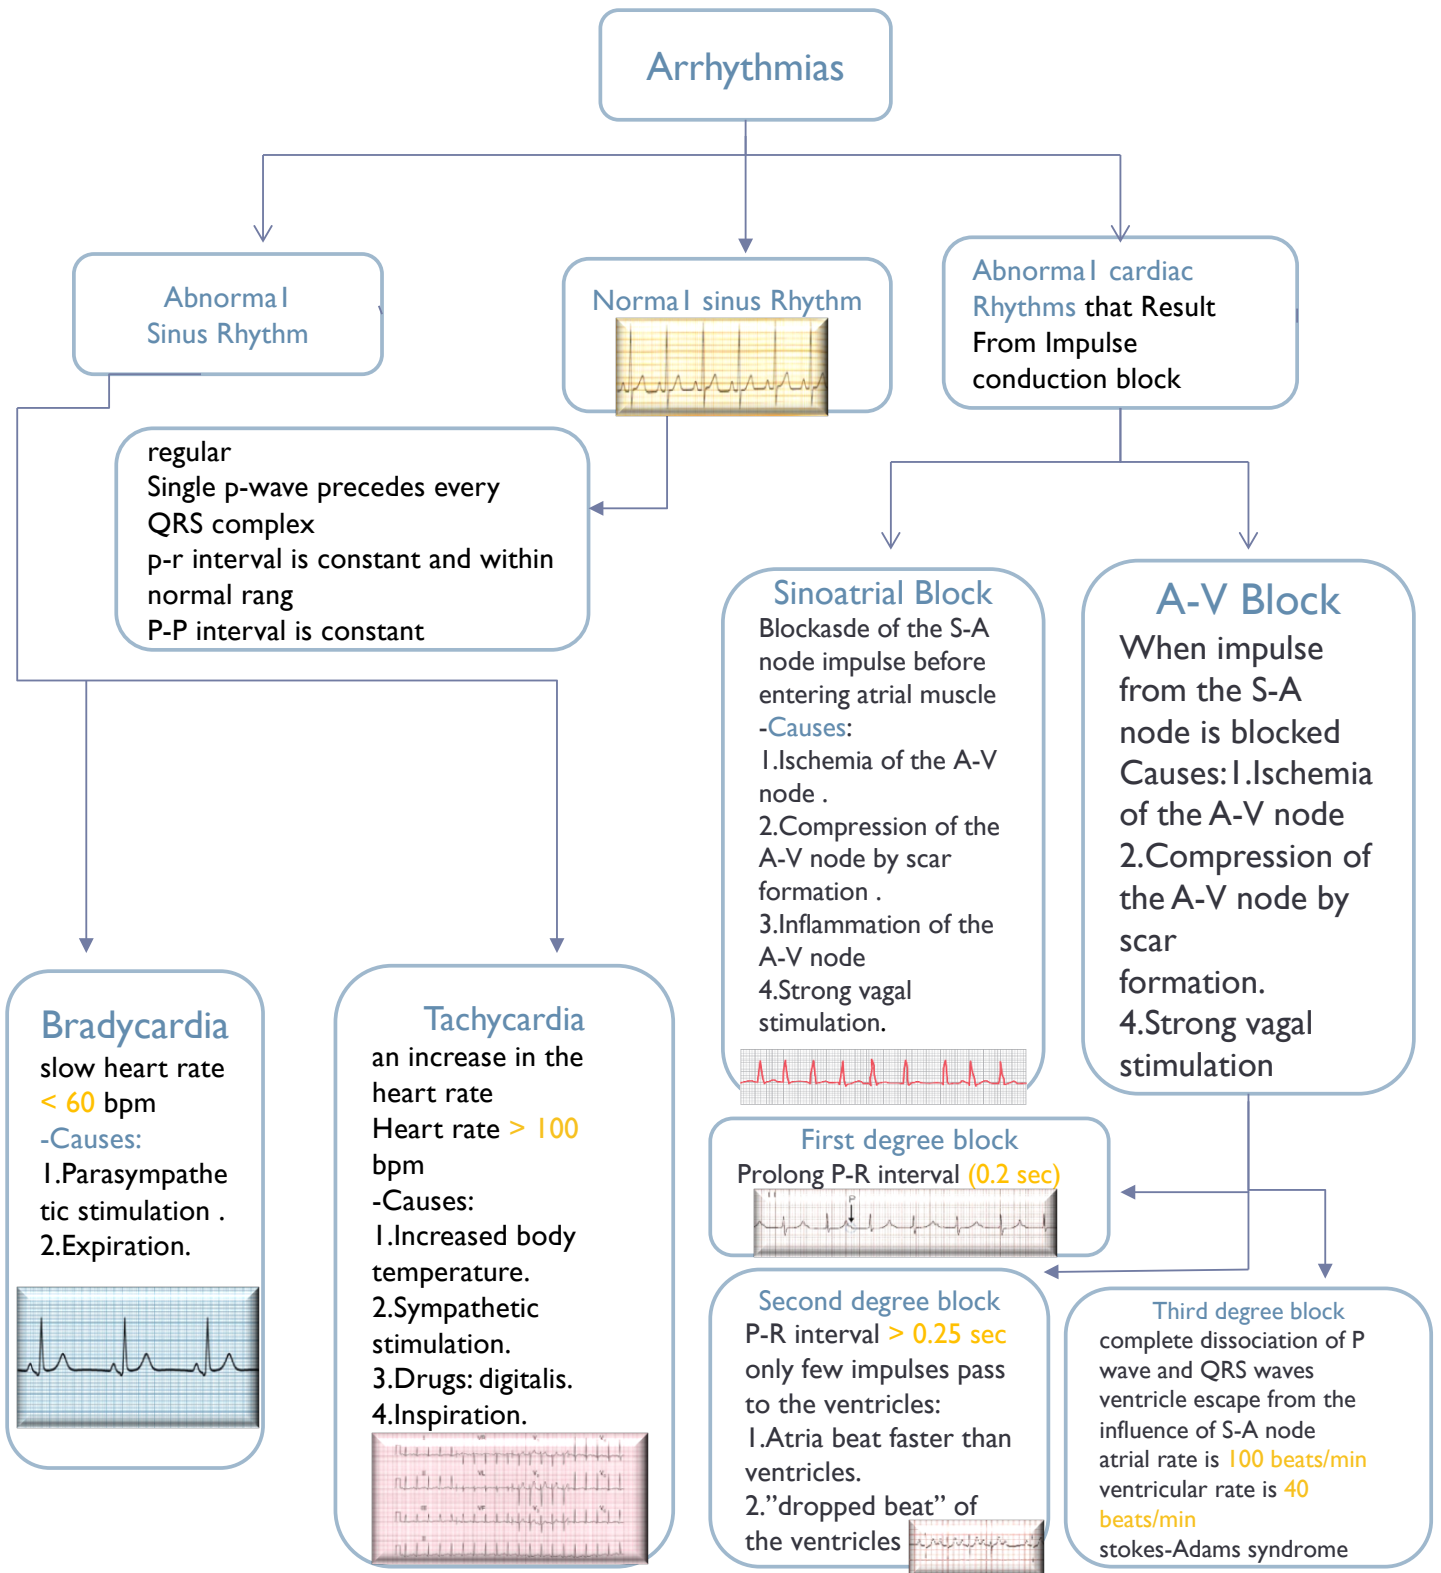 Arrhythmias
Abnorma1
Sinus Rhythm
Norma1 sinus Rhythm
Abnorma1 cardiac
Rhythms that Result
From Impulse
conduction block
regular
Single p-wave precedes every
QRS complex
p-r interval is constant and within
normal rang
P-P interval is constant
Sinoatrial Block
Blockasde of the S-A
node impulse before
entering atrial muscle
-Causes:
1.Ischemia of the A-V
node .
2.Compression of the
A-V node by scar
formation .
3.Inflammation of the
A-V node
4.Strong vagal
stimulation.
A-V Block
When impulse
from the S-A
node is blocked
Causes:1.Ischemia
of the A-V node
2.Compression of
the A-V node by
scar
formation.
4.Strong vagal
stimulation
Bradycardia
slow heart rate
< 60 bpm
-Causes:
1.Parasympathe
tic stimulation .
2.Expiration.
Tachycardia
an increase in the
heart rate
Heart rate > 100
bpm
-Causes:
1.Increased body
temperature.
2.Sympathetic
stimulation.
3.Drugs: digitalis.
4.Inspiration.
First degree block
Prolong P-R interval (0.2 sec)
P
Second degree block
P-R interval > 0.25 sec
only few impulses pass
to the ventricles:
1.Atria beat faster than
ventricles.
2.”dropped beat” of
the ventricles
Third degree block
complete dissociation of P
wave and QRS waves
ventricle escape from the
influence of S-A node
atrial rate is 100 beats/min
ventricular rate is 40
beats/min
stokes-Adams syndrome